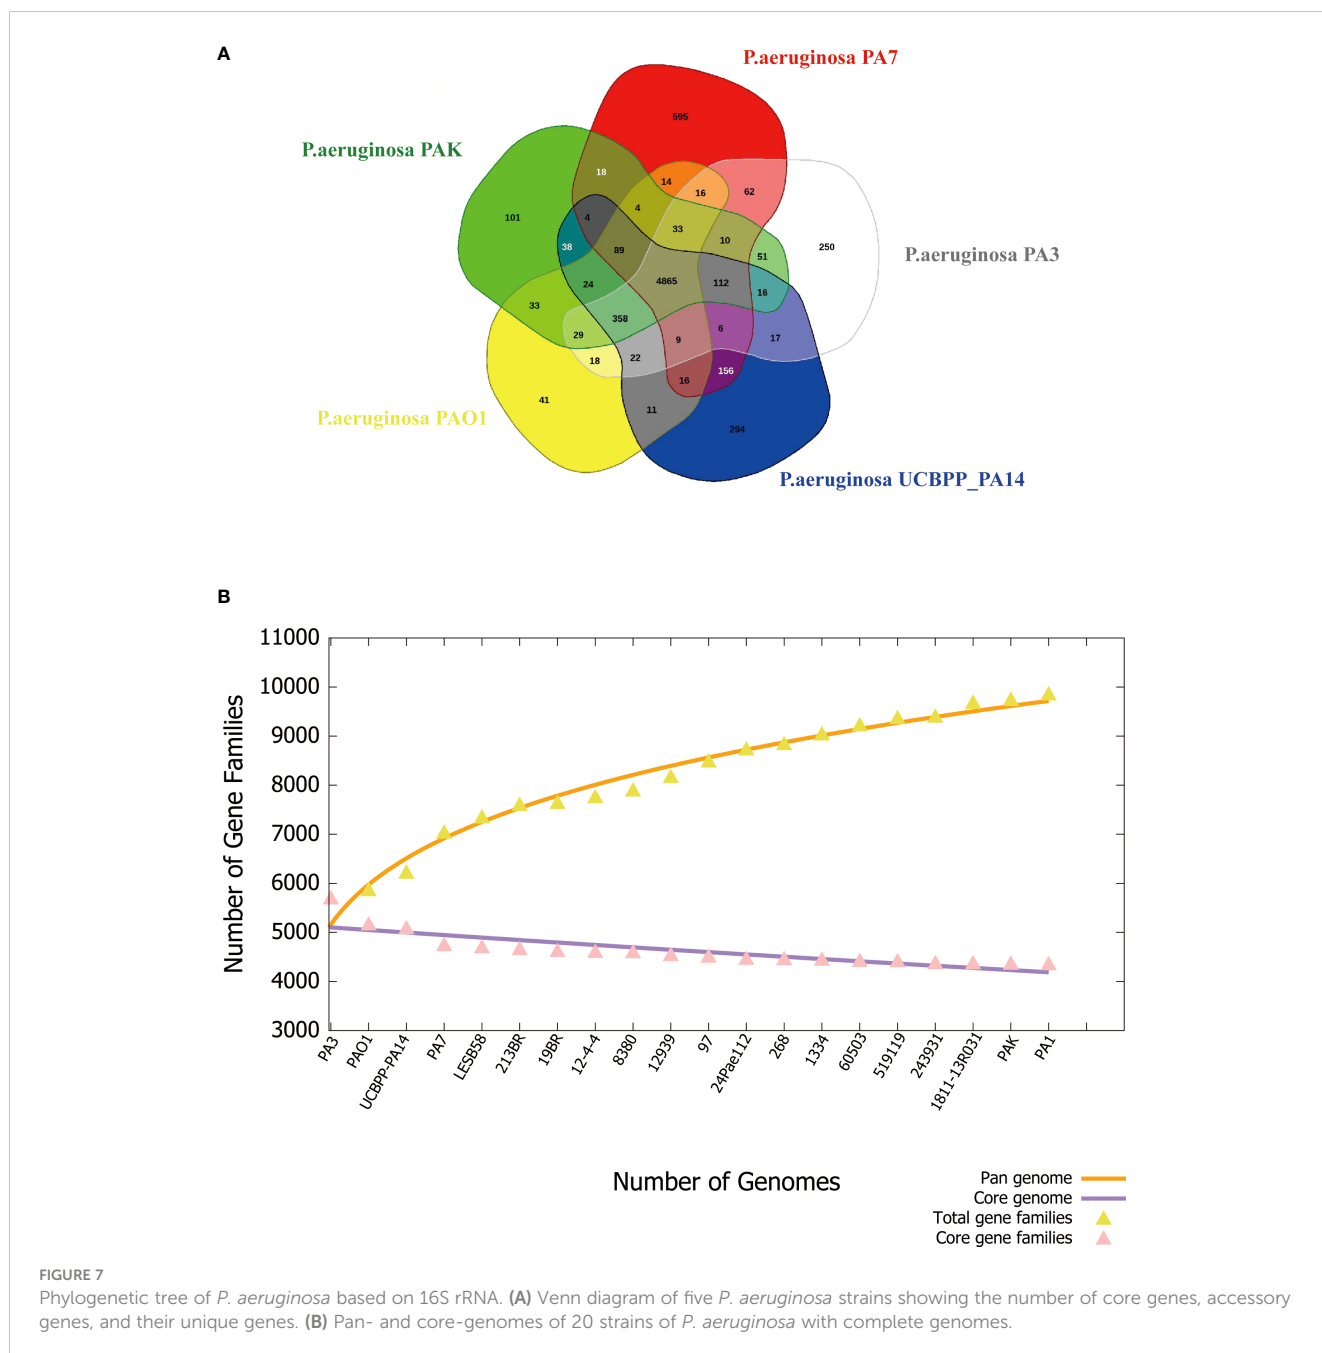 A
P.aeruginosa PA7
P.aeruginosa PAK
P.aeruginosa PA3
P.aeruginosa PAO1
P.aeruginosa UCBPP_PA14
595
18
14
16
62
4
4
101
33
10
250
51
38
89
4865
112
16
24
33
358
6
17
29
9
18
22
156
16
41
11
294
B
11000
10000
9000
8000
7000
6000
5000
4000
3000
Number of Gene Families
PA3
PAO1
UCBPP-PA14
PA7
LESB58
213BR
19BR
12-4-4
8380
12939
97
24Pae112
268
1334
60503
519119
243931
1811-13R031
PAK
PA1
Number of Genomes
Pan genome
Core genome
Total gene families
Core gene families
FIGURE 7
Phylogenetic tree of P. aeruginosa based on 16S rRNA. (A) Venn diagram of five P. aeruginosa strains showing the number of core genes, accessory
genes, and their unique genes. (B) Pan- and core-genomes of 20 strains of P. aeruginosa with complete genomes.